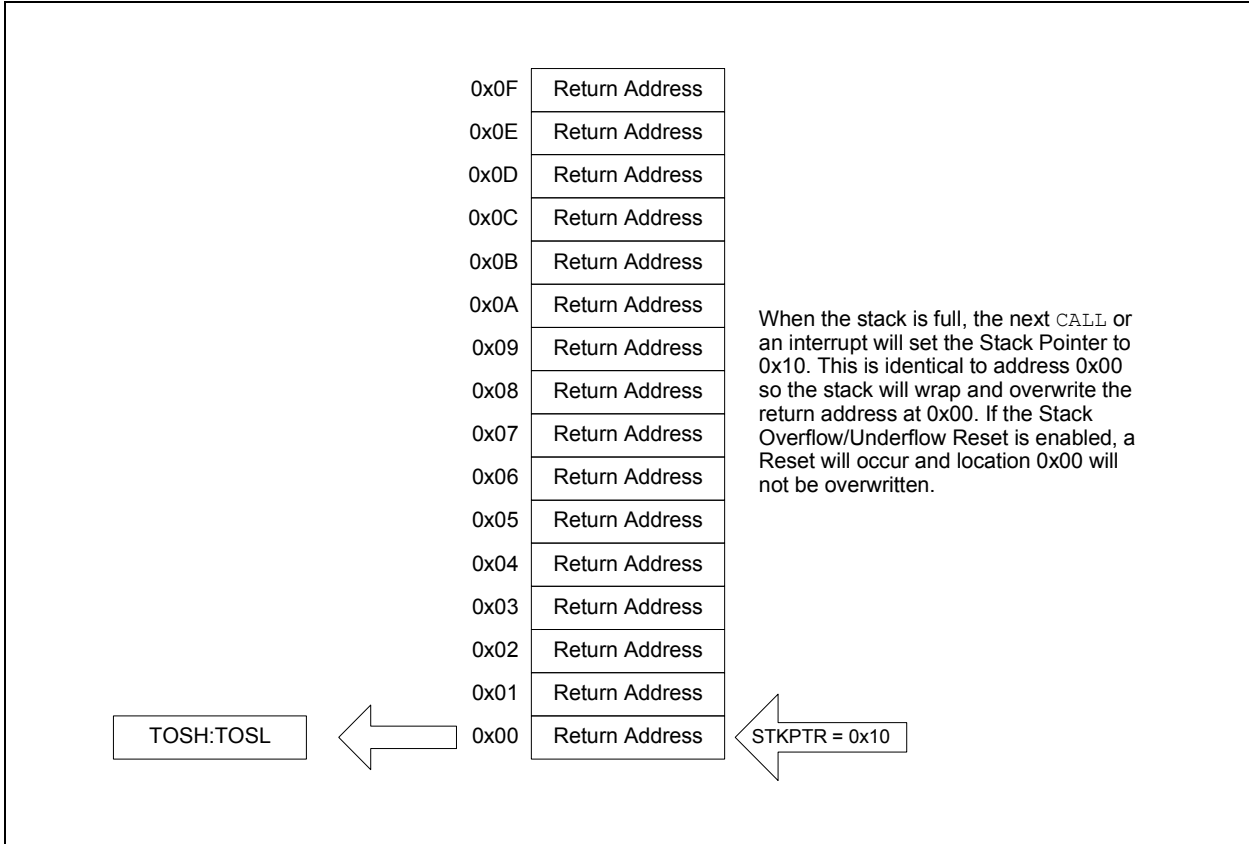 0x0F Return Address
0x0E Return Address
0x0D Return Address
0x0C Return Address
0x0B Return Address
0x0A Return Address
0x09 Return Address
0x08 Return Address
0x07 Return Address
0x06 Return Address
0x05 Return Address
0x04 Return Address
0x03 Return Address
0x02 Return Address
0x01 Return Address
TOSH:TOSL 0x00 Return Address STKPTR = 0x10
When the stack is full, the next CALL or
an interrupt will set the Stack Pointer to
0x10. This is identical to address 0x00
so the stack will wrap and overwrite the
return address at 0x00. If the Stack
Overflow/Underflow Reset is enabled, a
Reset will occur and location 0x00 will
not be overwritten.